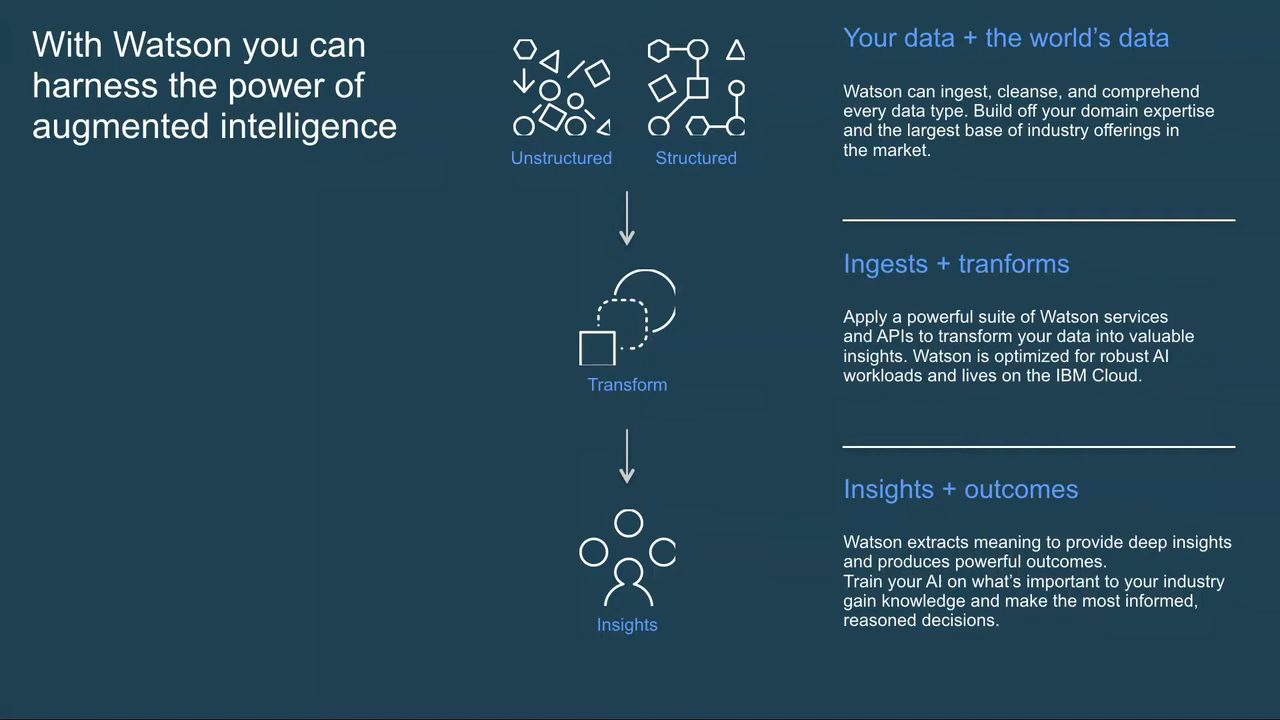 With Watson you can
harness the power of
augmented intelligence
Unstructured
Structured
Transform
Insights
Your data + the world’s data
Watson can ingest, cleanse, and comprehend
every data type. Build off your domain expertise
and the largest base of industry offerings in
the market.
Ingests + tranforms
Apply a powerful suite of Watson services
and APIs to transform your data into valuable
insights. Watson is optimized for robust AI
workloads and lives on the IBM Cloud.
Insights + outcomes
Watson extracts meaning to provide deep insights
and produces powerful outcomes.
Train your AI on what’s important to your industry
gain knowledge and make the most informed,
reasoned decisions.